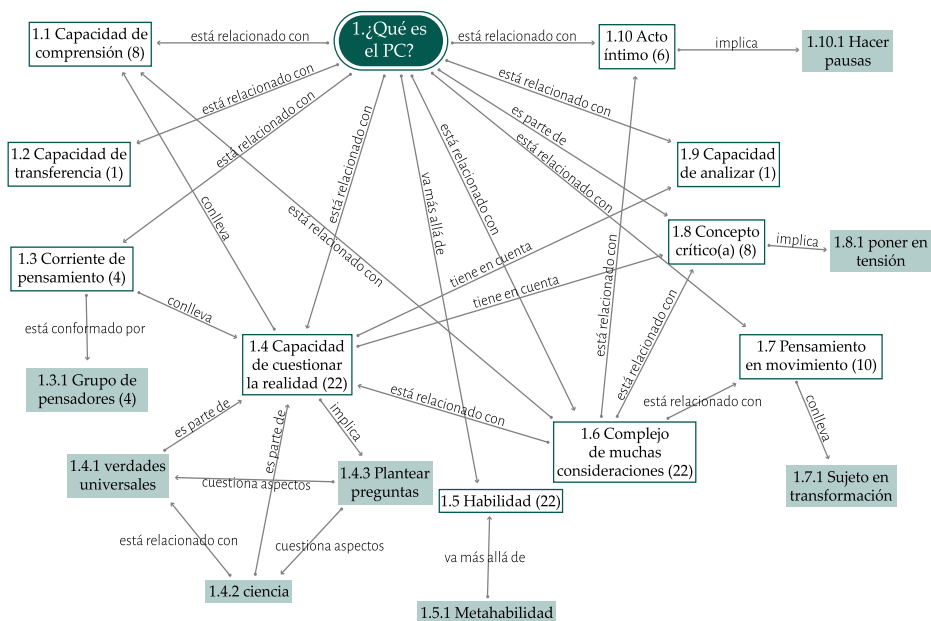 1.¿Qué es
el PC?
1.1 Capacidad de
comprensión (8)
está relacionado con
está relacionado con
1.10 Acto
íntimo (6)
implica
1.10.1 Hacer
pausas
está relacionado con
está relacionado con
está relacionado con
va más allá de
está relacionado con
es parte de
está relacionado con
está relacionado con
1.2 Capacidad de
transferencia (1)
1.9 Capacidad
de analizar (1)
conlleva
está relacionado con
1.3 Corriente de
pensamiento (4)
1.8 Concepto
crítico(a) (8)
implica
1.8.1 poner en
tensión
tiene en cuenta
tiene en cuenta
está relacionado con
está relacionado con
está conformado por
conlleva
1.4 Capacidad
de cuestionar
la realidad (22)
1.7 Pensamiento
en movimiento (10)
1.3.1 Grupo de
pensadores (4)
está relacionado con
está relacionado con
conlleva
es parte de
es parte de
implica
1.6 Complejo
de muchas
consideraciones (22)
1.4.1 verdades
universales
cuestiona aspectos
1.4.3 Plantear
preguntas
1.5 Habilidad (22)
1.7.1 Sujeto en
transformación
está relacionado con
cuestiona aspectos
va más allá de
1.4.2 ciencia
1.5.1 Metahabilidad